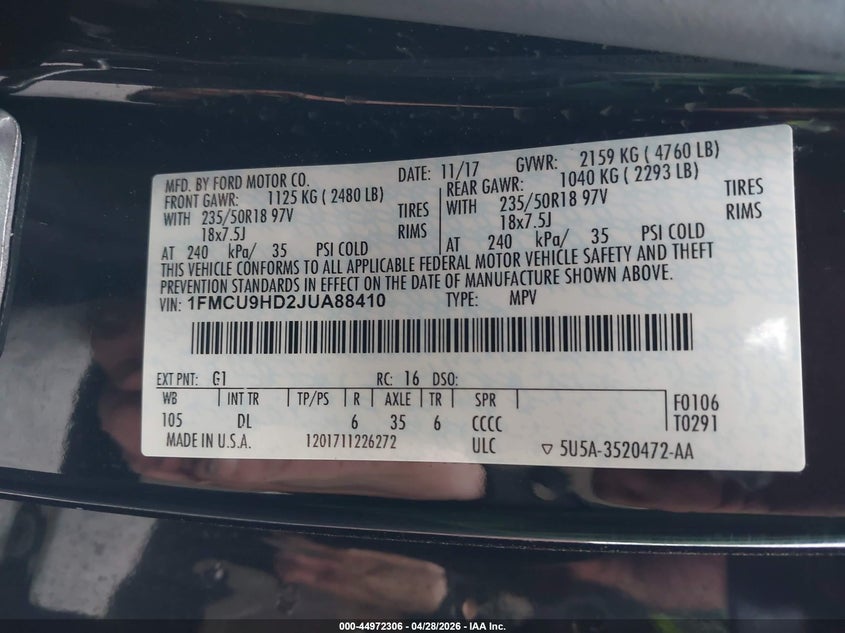 MFD. BY FORD MOTOR CO. DATE: 11/17 GVWR: 2159 KG ( 4760 LB)
FRONT GAWR: 1125 KG ( 2480 LB) REAR GAWR: 1040 KG ( 2293 LB)
WITH 235/50R18 97V TIRES WITH 235/50R18 97V TIRES
18x7.5J RIMS 18x7.5J RIMS
AT 240 kPa/ 35 PSI COLD AT 240 kPa/ 35 PSI COLD
THIS VEHICLE CONFORMS TO ALL APPLICABLE FEDERAL MOTOR VEHICLE SAFETY AND THEFT
PREVENTION STANDARDS IN EFFECT ON THE DATE OF MANUFACTURE SHOWN ABOVE.
VIN: 1FMCU9HD2JUA88410 TYPE: MPV
EXT PNT: G1 RC: 16 DSO:
WB INT TR TP/PS R AXLE TR SPR F0106
105 DL 6 35 6 CCCC T0291
MADE IN U.S.A. 1201711226272 ULC ▽ 5U5A-3520472-AA
000-44972306 - 04/28/2026 - IAA Inc.